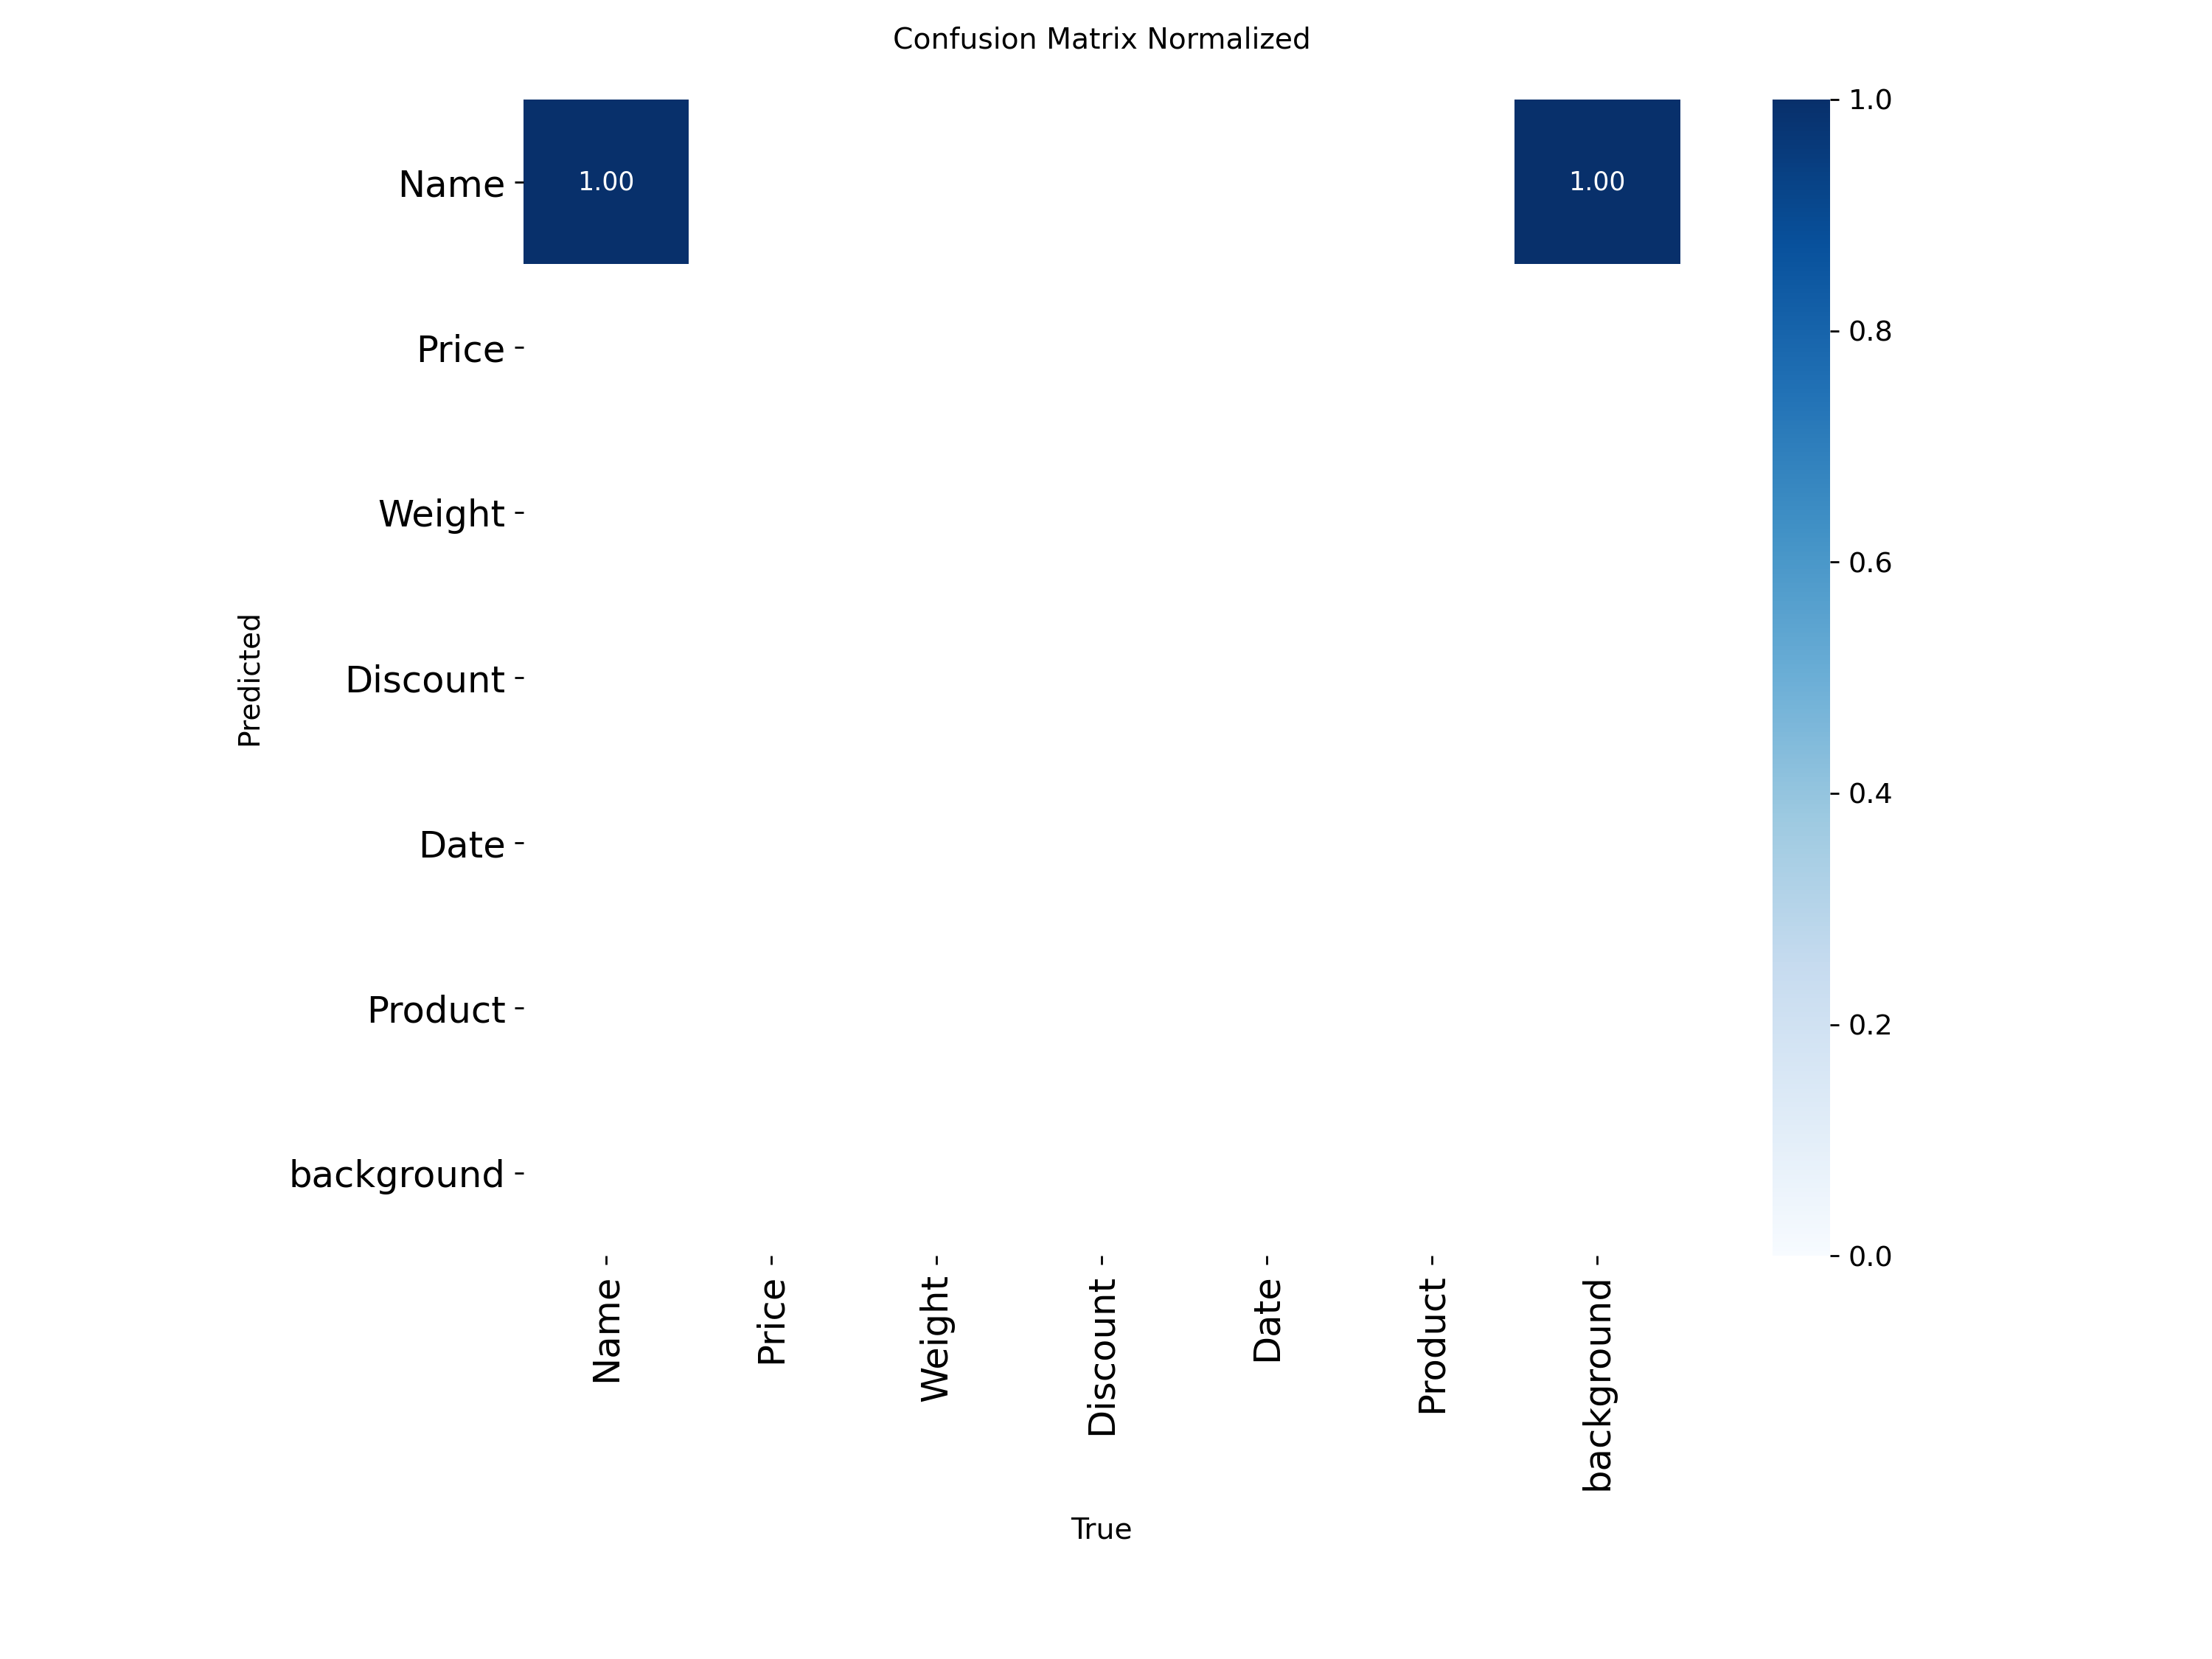 Confusion Matrix Normalized
1.00 1.00
Name
Price
Weight
Discount
Date
Product
background
Predicted
Name Price Weight Discount Date Product background
True
1.0
0.8
0.6
0.4
0.2
0.0